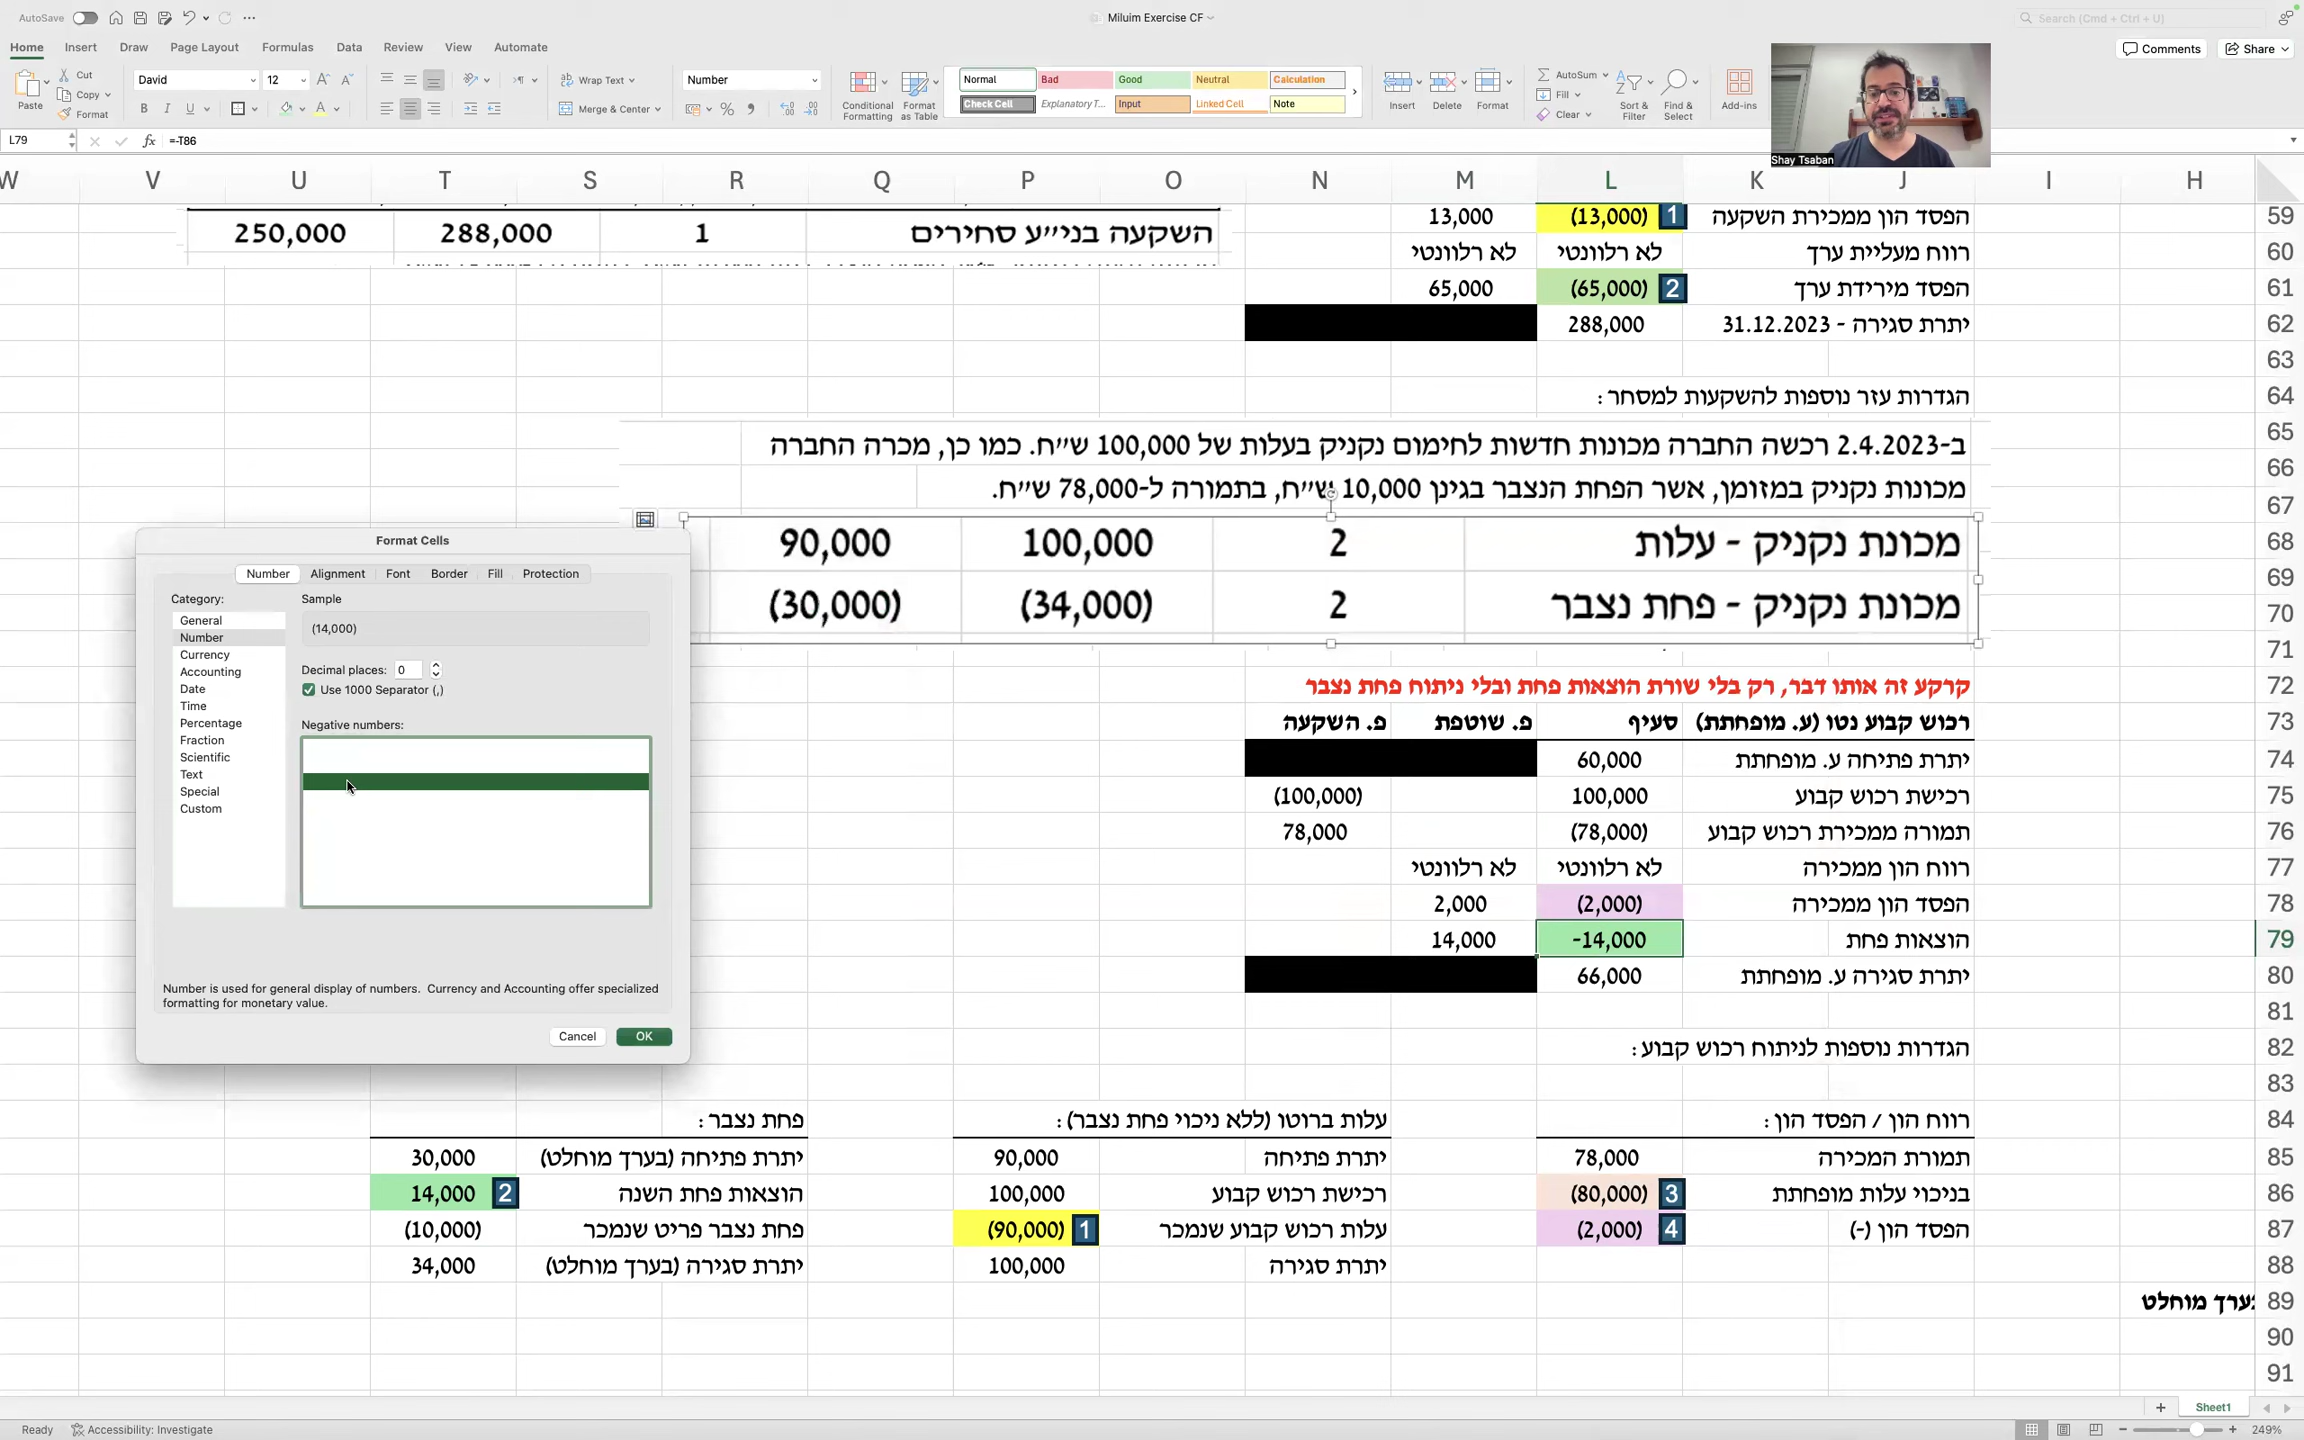 AutoSave
Miluim Exercise CF
Search (Cmd + Ctrl + U)
Home Insert Draw Page Layout Formulas Data Review View Automate
Comments Share
Paste Cut Copy Format
David 12
Wrap Text
Merge & Center
Number
Conditional Formatting
Format as Table
Normal Bad Good Neutral Calculation
Check Cell Explanatory T... Input Linked Cell Note
Insert Delete Format
AutoSum Fill Clear
Sort & Filter
Find & Select
Add-ins
Shay Tsaban
L79 fx =-T86
W V U T S R Q P O N M L K J I H
השקעה בני״ע סחירים 1 288,000 250,000
59 הפסד הון ממכירת השקעה 1 (13,000) 13,000
60 רווח מעליית ערך לא רלוונטי לא רלוונטי
61 הפסד מירידת ערך 2 (65,000) 65,000
62 יתרת סגירה - 31.12.2023 288,000
63
64 הגדרות עזר נוספות להשקעות למסחר:
65 ב-2.4.2023 רכשה החברה מכונות חדשות לחימום נקניק בעלות של 100,000 ש״ח. כמו כן, מכרה החברה
66
67 מכונות נקניק במזומן, אשר הפחת הנצבר בגינן 10,000 ש״ח, בתמורה ל-78,000 ש״ח.
68 מכונת נקניק - עלות 2 100,000 90,000
69
70 מכונת נקניק - פחת נצבר 2 (34,000) (30,000)
71
72 קרקע זה אותו דבר, רק בלי שורת הוצאות פחת ובלי ניתוח פחת נצבר
73 רכוש קבוע נטו (ע. מופחתת) סעיף פ. שוטפת פ. השקעה
74 יתרת פתיחה ע. מופחתת 60,000
75 רכישת רכוש קבוע 100,000 (100,000)
76 תמורה ממכירת רכוש קבוע (78,000) 78,000
77 רווח הון ממכירה לא רלוונטי לא רלוונטי
78 הפסד הון ממכירה (2,000) 2,000
79 הוצאות פחת -14,000 14,000
80 יתרת סגירה ע. מופחתת 66,000
81
82 הגדרות נוספות לניתוח רכוש קבוע:
83
84 רווח הון / הפסד הון: עלות ברוטו (ללא ניכוי פחת נצבר): פחת נצבר:
85 תמורת המכירה 78,000 יתרת פתיחה 90,000 יתרת פתיחה (בערך מוחלט) 30,000
86 בניכוי עלות מופחתת 3 (80,000) רכישת רכוש קבוע 100,000 הוצאות פחת השנה 2 14,000
87 הפסד הון (-) 4 (2,000) עלות רכוש קבוע שנמכר 1 (90,000) פחת נצבר פריט שנמכר (10,000)
88 יתרת סגירה 100,000 יתרת סגירה (בערך מוחלט) 34,000
89 בערך מוחלט
90
91
Format Cells
Number Alignment Font Border Fill Protection
Category:
General
Number
Currency
Accounting
Date
Time
Percentage
Fraction
Scientific
Text
Special
Custom
Sample
(14,000)
Decimal places: 0
Use 1000 Separator (,)
Negative numbers:
Number is used for general display of numbers. Currency and Accounting offer specialized
formatting for monetary value.
Cancel OK
Sheet1
Ready Accessibility: Investigate
249%